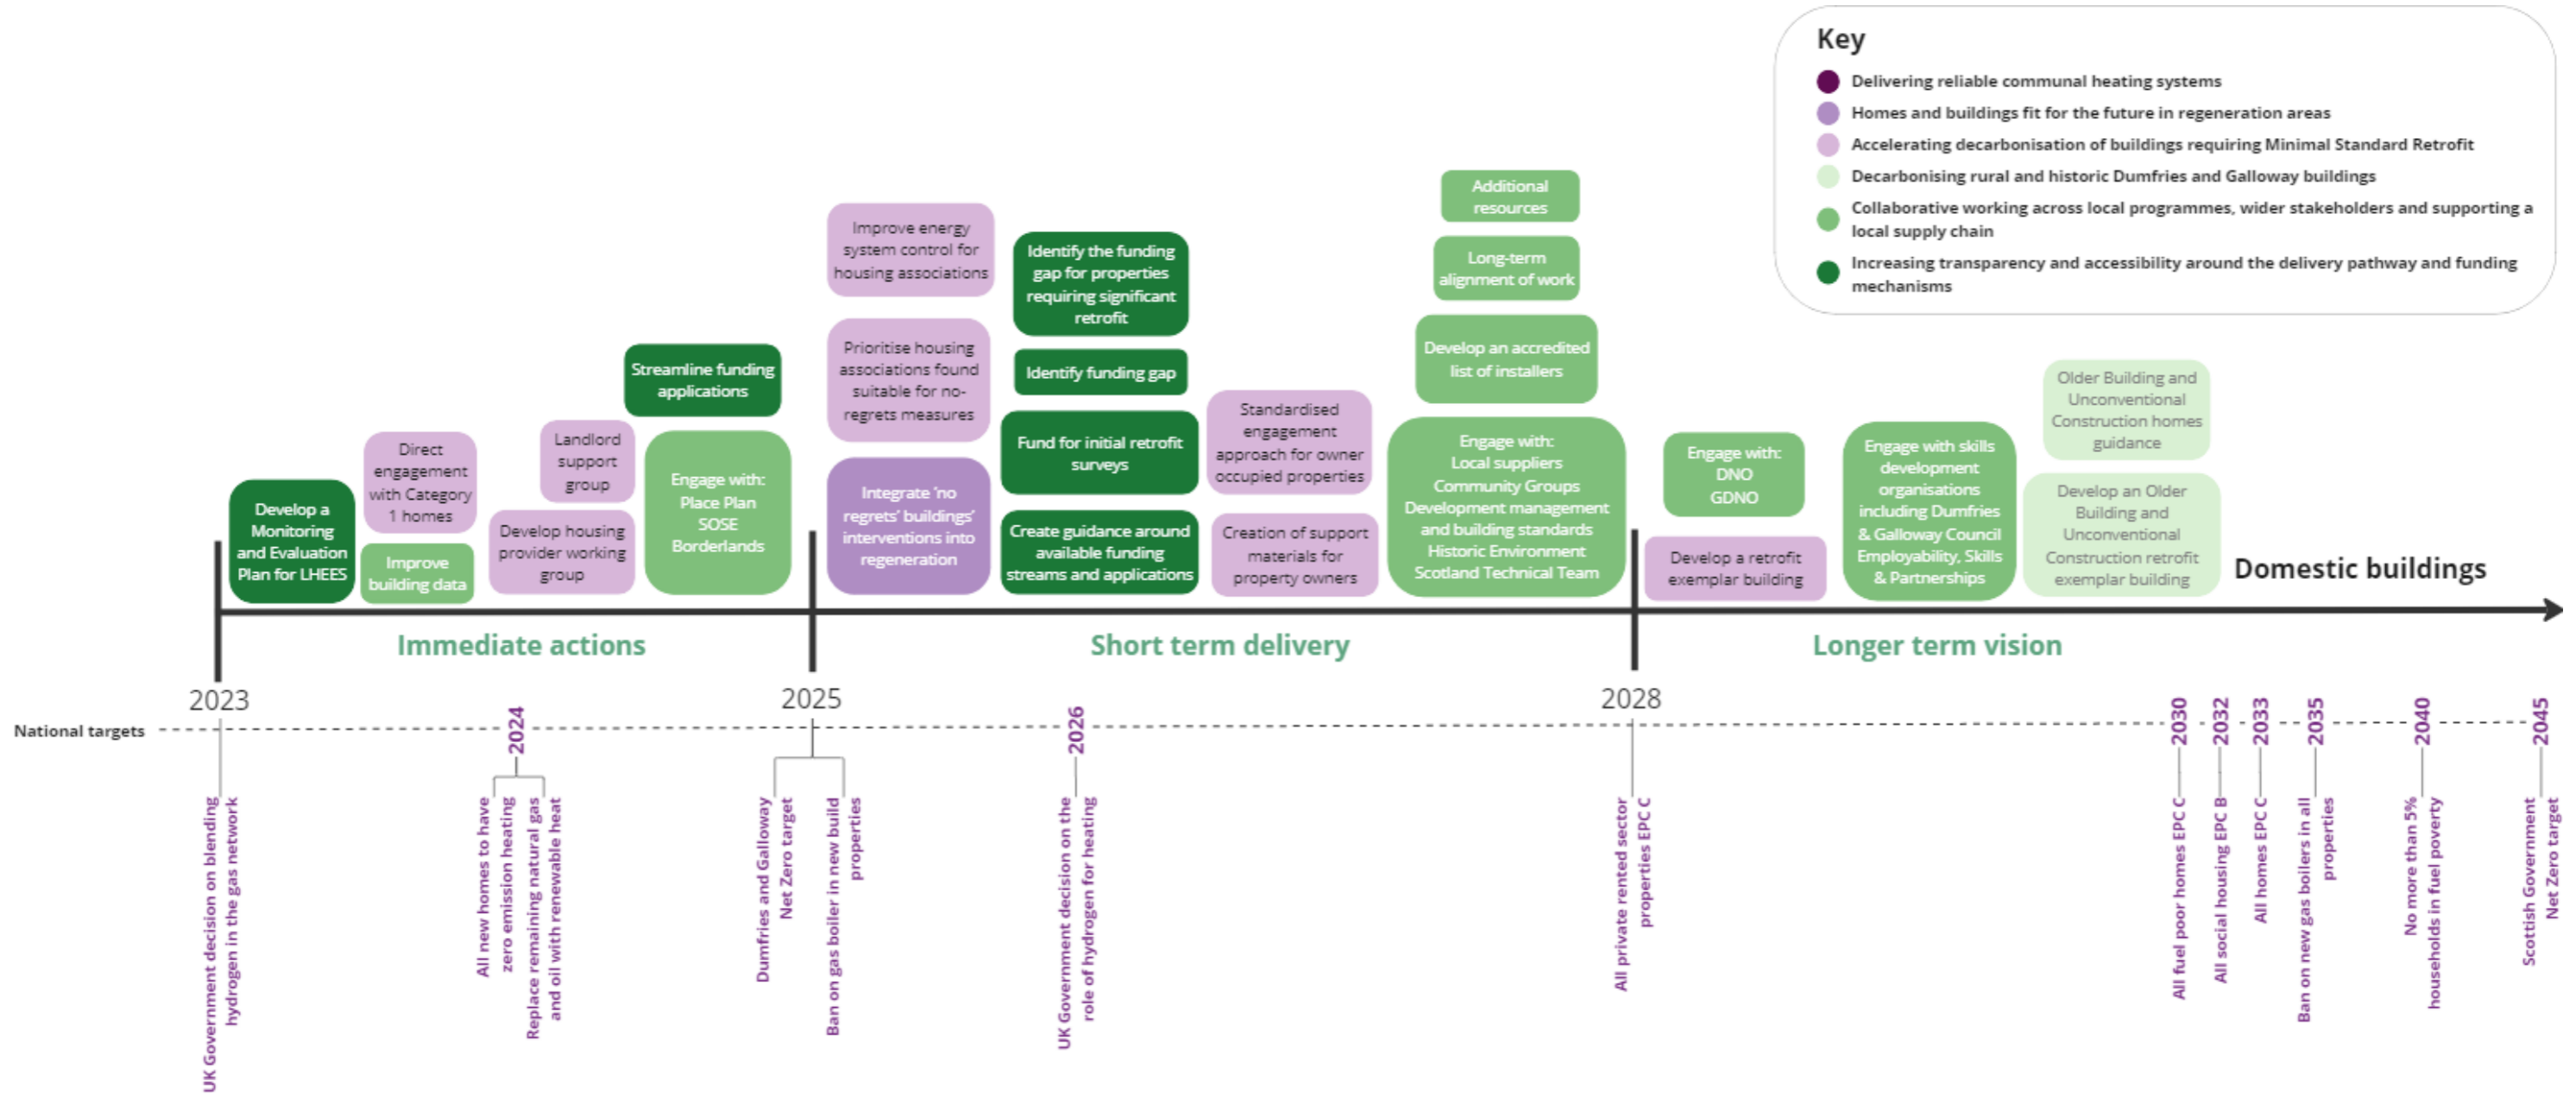 Key
Delivering reliable communal heating systems
Homes and buildings fit for the future in regeneration areas
Accelerating decarbonisation of buildings requiring Minimal Standard Retrofit
Decarbonising rural and historic Dumfries and Galloway buildings
Collaborative working across local programmes, wider stakeholders and supporting a
local supply chain
Increasing transparency and accessibility around the delivery pathway and funding
mechanisms
Develop a
Monitoring
and Evaluation
Plan for LHEES
Direct
engagement
with Category
1 homes
Improve
building data
Landlord
support
group
Develop housing
provider working
group
Streamline funding
applications
Engage with:
Place Plan
SOSE
Borderlands
Improve energy
system control for
housing associations
Prioritise housing
associations found
suitable for no-
regrets measures
Integrate ‘no
regrets’ buildings’
interventions into
regeneration
Identify the funding
gap for properties
requiring significant
retrofit
Identify funding gap
Fund for initial retrofit
surveys
Create guidance around
available funding
streams and applications
Standardised
engagement
approach for owner
occupied properties
Creation of support
materials for
property owners
Additional
resources
Long-term
alignment of work
Develop an accredited
list of installers
Engage with:
Local suppliers
Community Groups
Development management
and building standards
Historic Environment
Scotland Technical Team
Engage with:
DNO
GDNO
Develop a retrofit
exemplar building
Engage with skills
development
organisations
including Dumfries
& Galloway Council
Employability, Skills
& Partnerships
Older Building and
Unconventional
Construction homes
guidance
Develop an Older
Building and
Unconventional
Construction retrofit
exemplar building
Domestic buildings
Immediate actions
Short term delivery
Longer term vision
2023
2025
2028
National targets
2024
2026
2030
2032
2033
2035
2040
2045
UK Government decision on blending
hydrogen in the gas network
All new homes to have
zero emission heating
Replace remaining natural gas
and oil with renewable heat
Dumfries and Galloway
Net Zero target
Ban on gas boiler in new build
properties
UK Government decision on the
role of hydrogen for heating
All private rented sector
properties EPC C
All fuel poor homes EPC C
All social housing EPC B
All homes EPC C
Ban on new gas boilers in all
properties
No more than 5%
households in fuel poverty
Scottish Government
Net Zero target